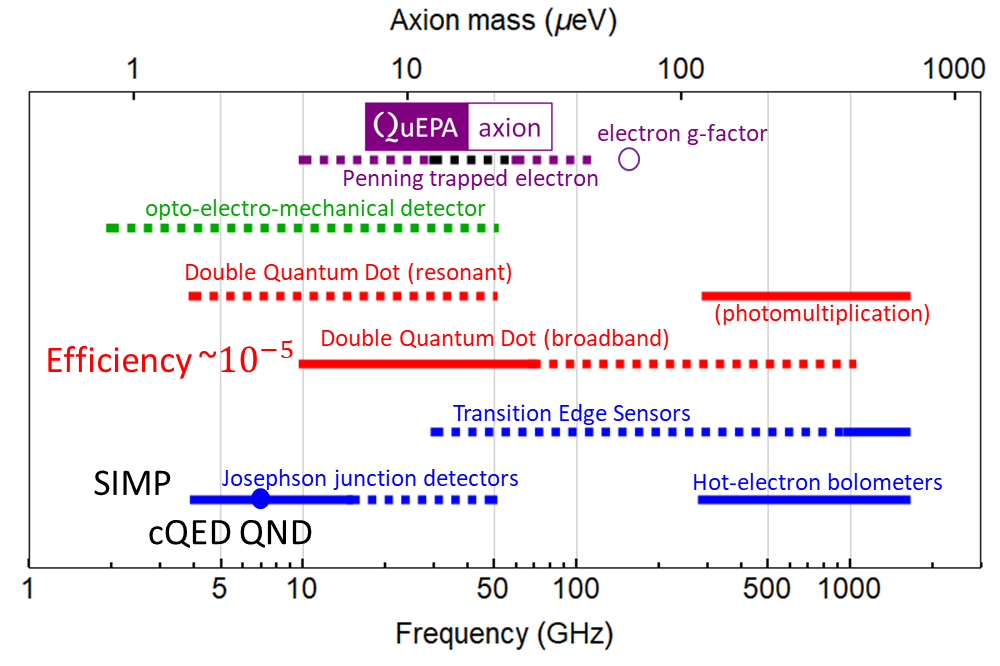 Axion mass (μeV)
1 10 100 1000
QuEPA axion
electron g-factor
Penning trapped electron
opto-electro-mechanical detector
Double Quantum Dot (resonant)
(photomultiplication)
Double Quantum Dot (broadband)
Efficiency ~10⁻⁵
Transition Edge Sensors
SIMP
Josephson junction detectors
Hot-electron bolometers
cQED QND
1 5 10 50 100 500 1000
Frequency (GHz)